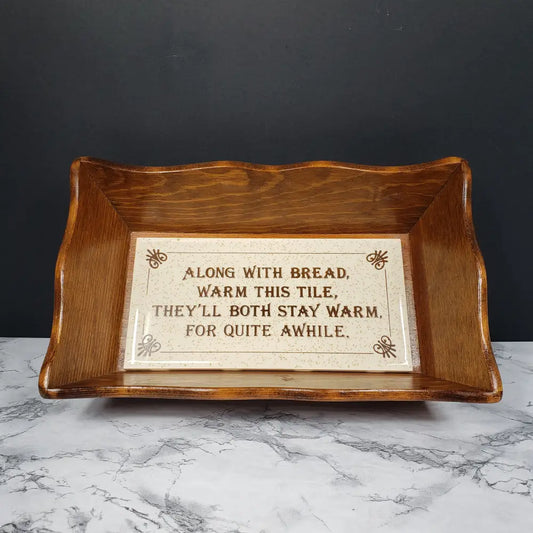 ALONG WITH BREAD,
WARM THIS TILE,
THEY'LL BOTH STAY WARM,
FOR QUITE AWHILE.